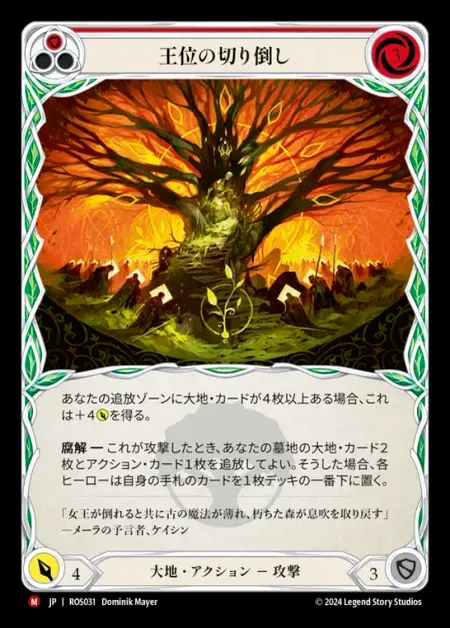 王位の切り倒し
3
あなたの追放ゾーンに大地・カードが4枚以上ある場合、これ
は＋4を得る。
腐解 ー これが攻撃したとき、あなたの墓地の大地・カード2
枚とアクション・カード1枚を追放してよい。そうした場合、各
ヒーローは自身の手札のカードを1枚デッキの一番下に置く。
「女王が倒れると共に古の魔法が薄れ、朽ちた森が息吹を取り戻す」
―メーラの予言者、ケイシン
4 大地・アクション － 攻撃 3
M JP | ROS031 Dominik Mayer © 2024 Legend Story Studios